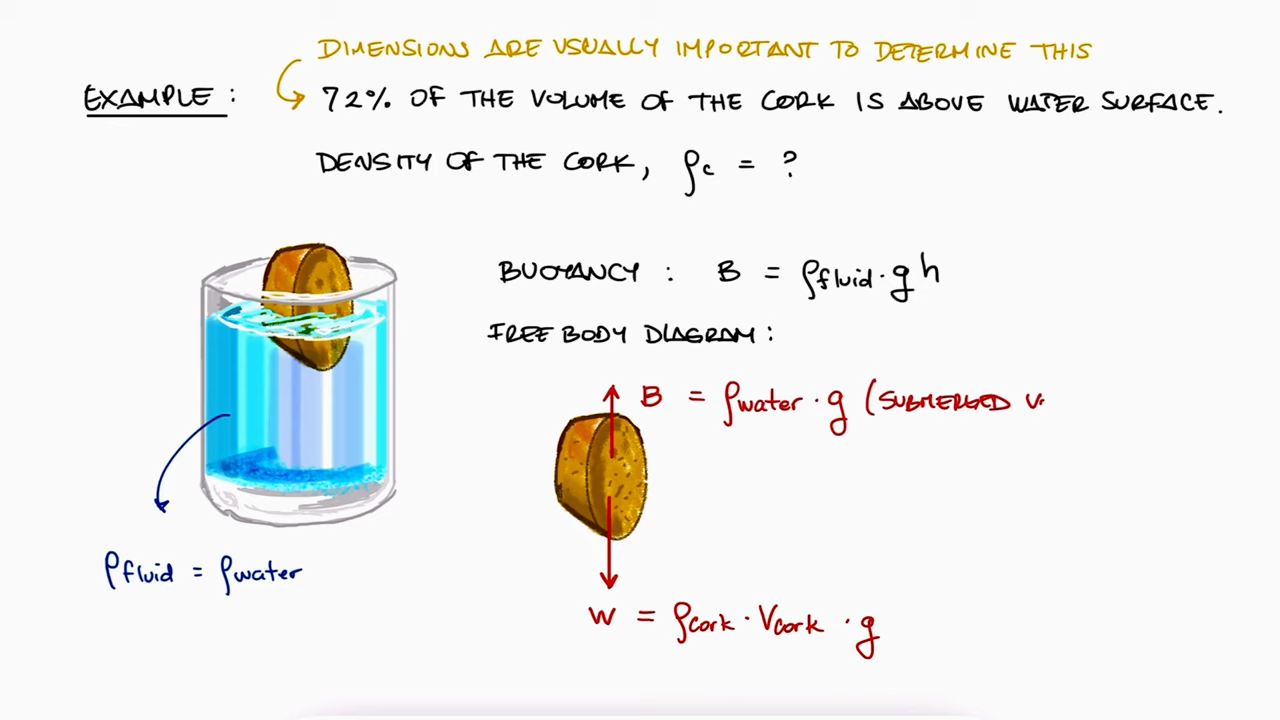 DIMENSIONS ARE USUALLY IMPORTANT TO DETERMINE THIS
EXAMPLE : 72% OF THE VOLUME OF THE CORK IS ABOVE WATER SURFACE.
DENSITY OF THE CORK, ρc = ?
BUOYANCY : B = ρfluid · g h
FREE BODY DIAGRAM :
B = ρwater · g (SUBMERGED V
ρfluid = ρwater
W = ρcork · Vcork · g